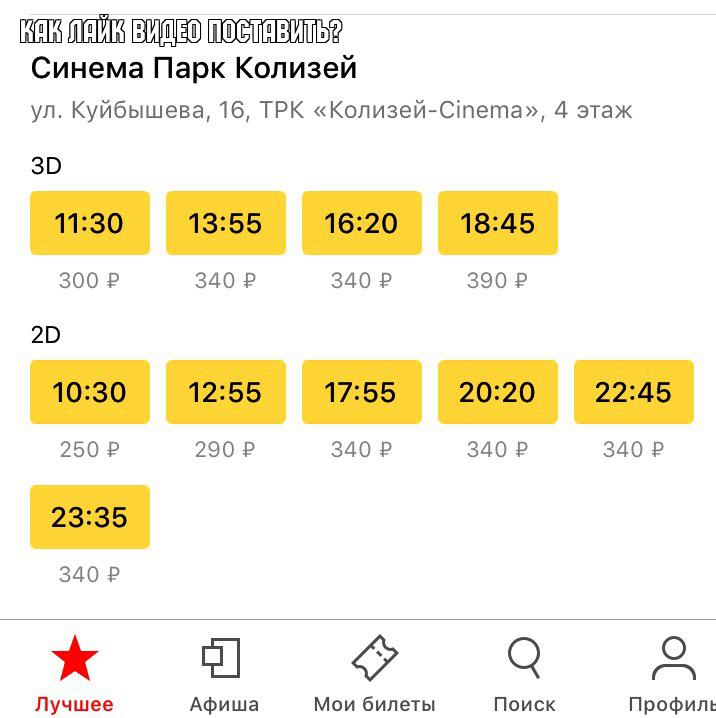 КАК ЛАЙК ВИДЕО ПОСТАВИТЬ?
Синема Парк Колизей
ул. Куйбышева, 16, ТРК «Колизей-Cinema», 4 этаж
3D
11:30 13:55 16:20 18:45
300 ₽ 340 ₽ 340 ₽ 390 ₽
2D
10:30 12:55 17:55 20:20 22:45
250 ₽ 290 ₽ 340 ₽ 340 ₽ 340 ₽
23:35
340 ₽
Лучшее Афиша Мои билеты Поиск Профиль